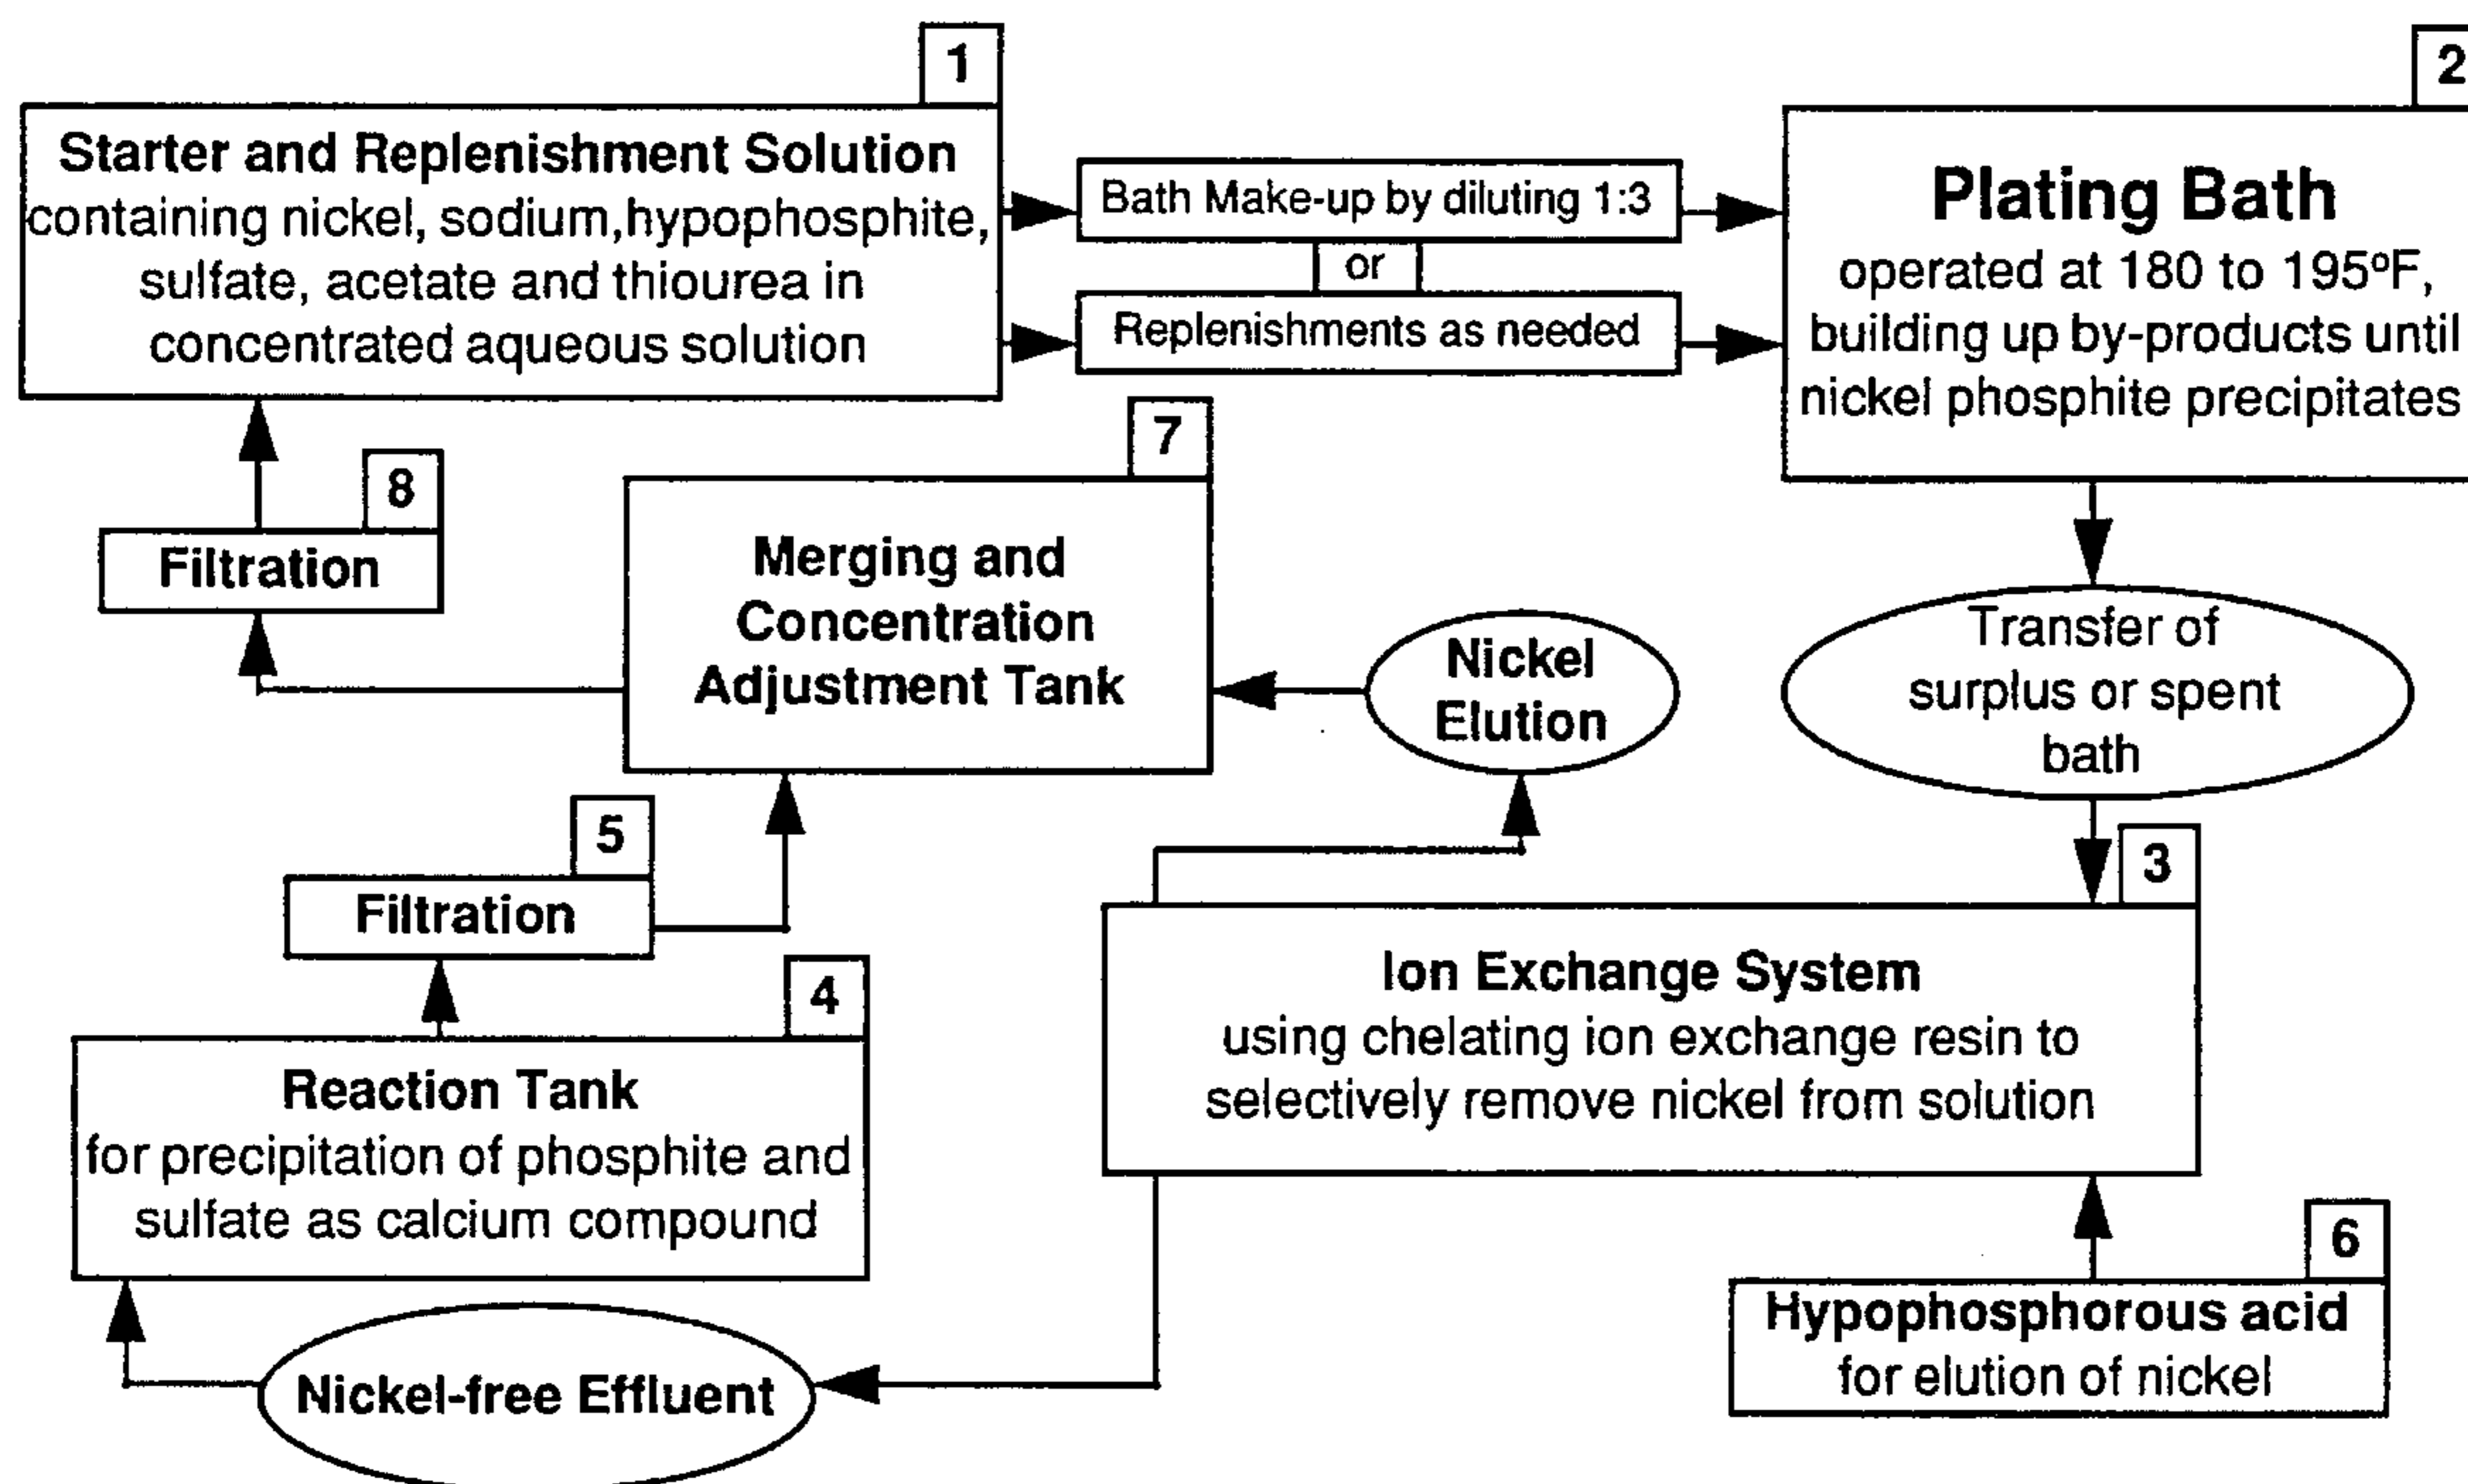 1
Starter and Replenishment Solution
containing nickel, sodium,hypophosphite,
sulfate, acetate and thiourea in
concentrated aqueous solution
Bath Make-up by diluting 1:3
or
Replenishments as needed
2
Plating Bath
operated at 180 to 195ºF,
building up by-products until
nickel phosphite precipitates
7
Merging and
Concentration
Adjustment Tank
8
Filtration
Nickel
Elution
Transfer of
surplus or spent
bath
5
Filtration
3
Ion Exchange System
using chelating ion exchange resin to
selectively remove nickel from solution
4
Reaction Tank
for precipitation of phosphite and
sulfate as calcium compound
6
Hypophosphorous acid
for elution of nickel
Nickel-free Effluent